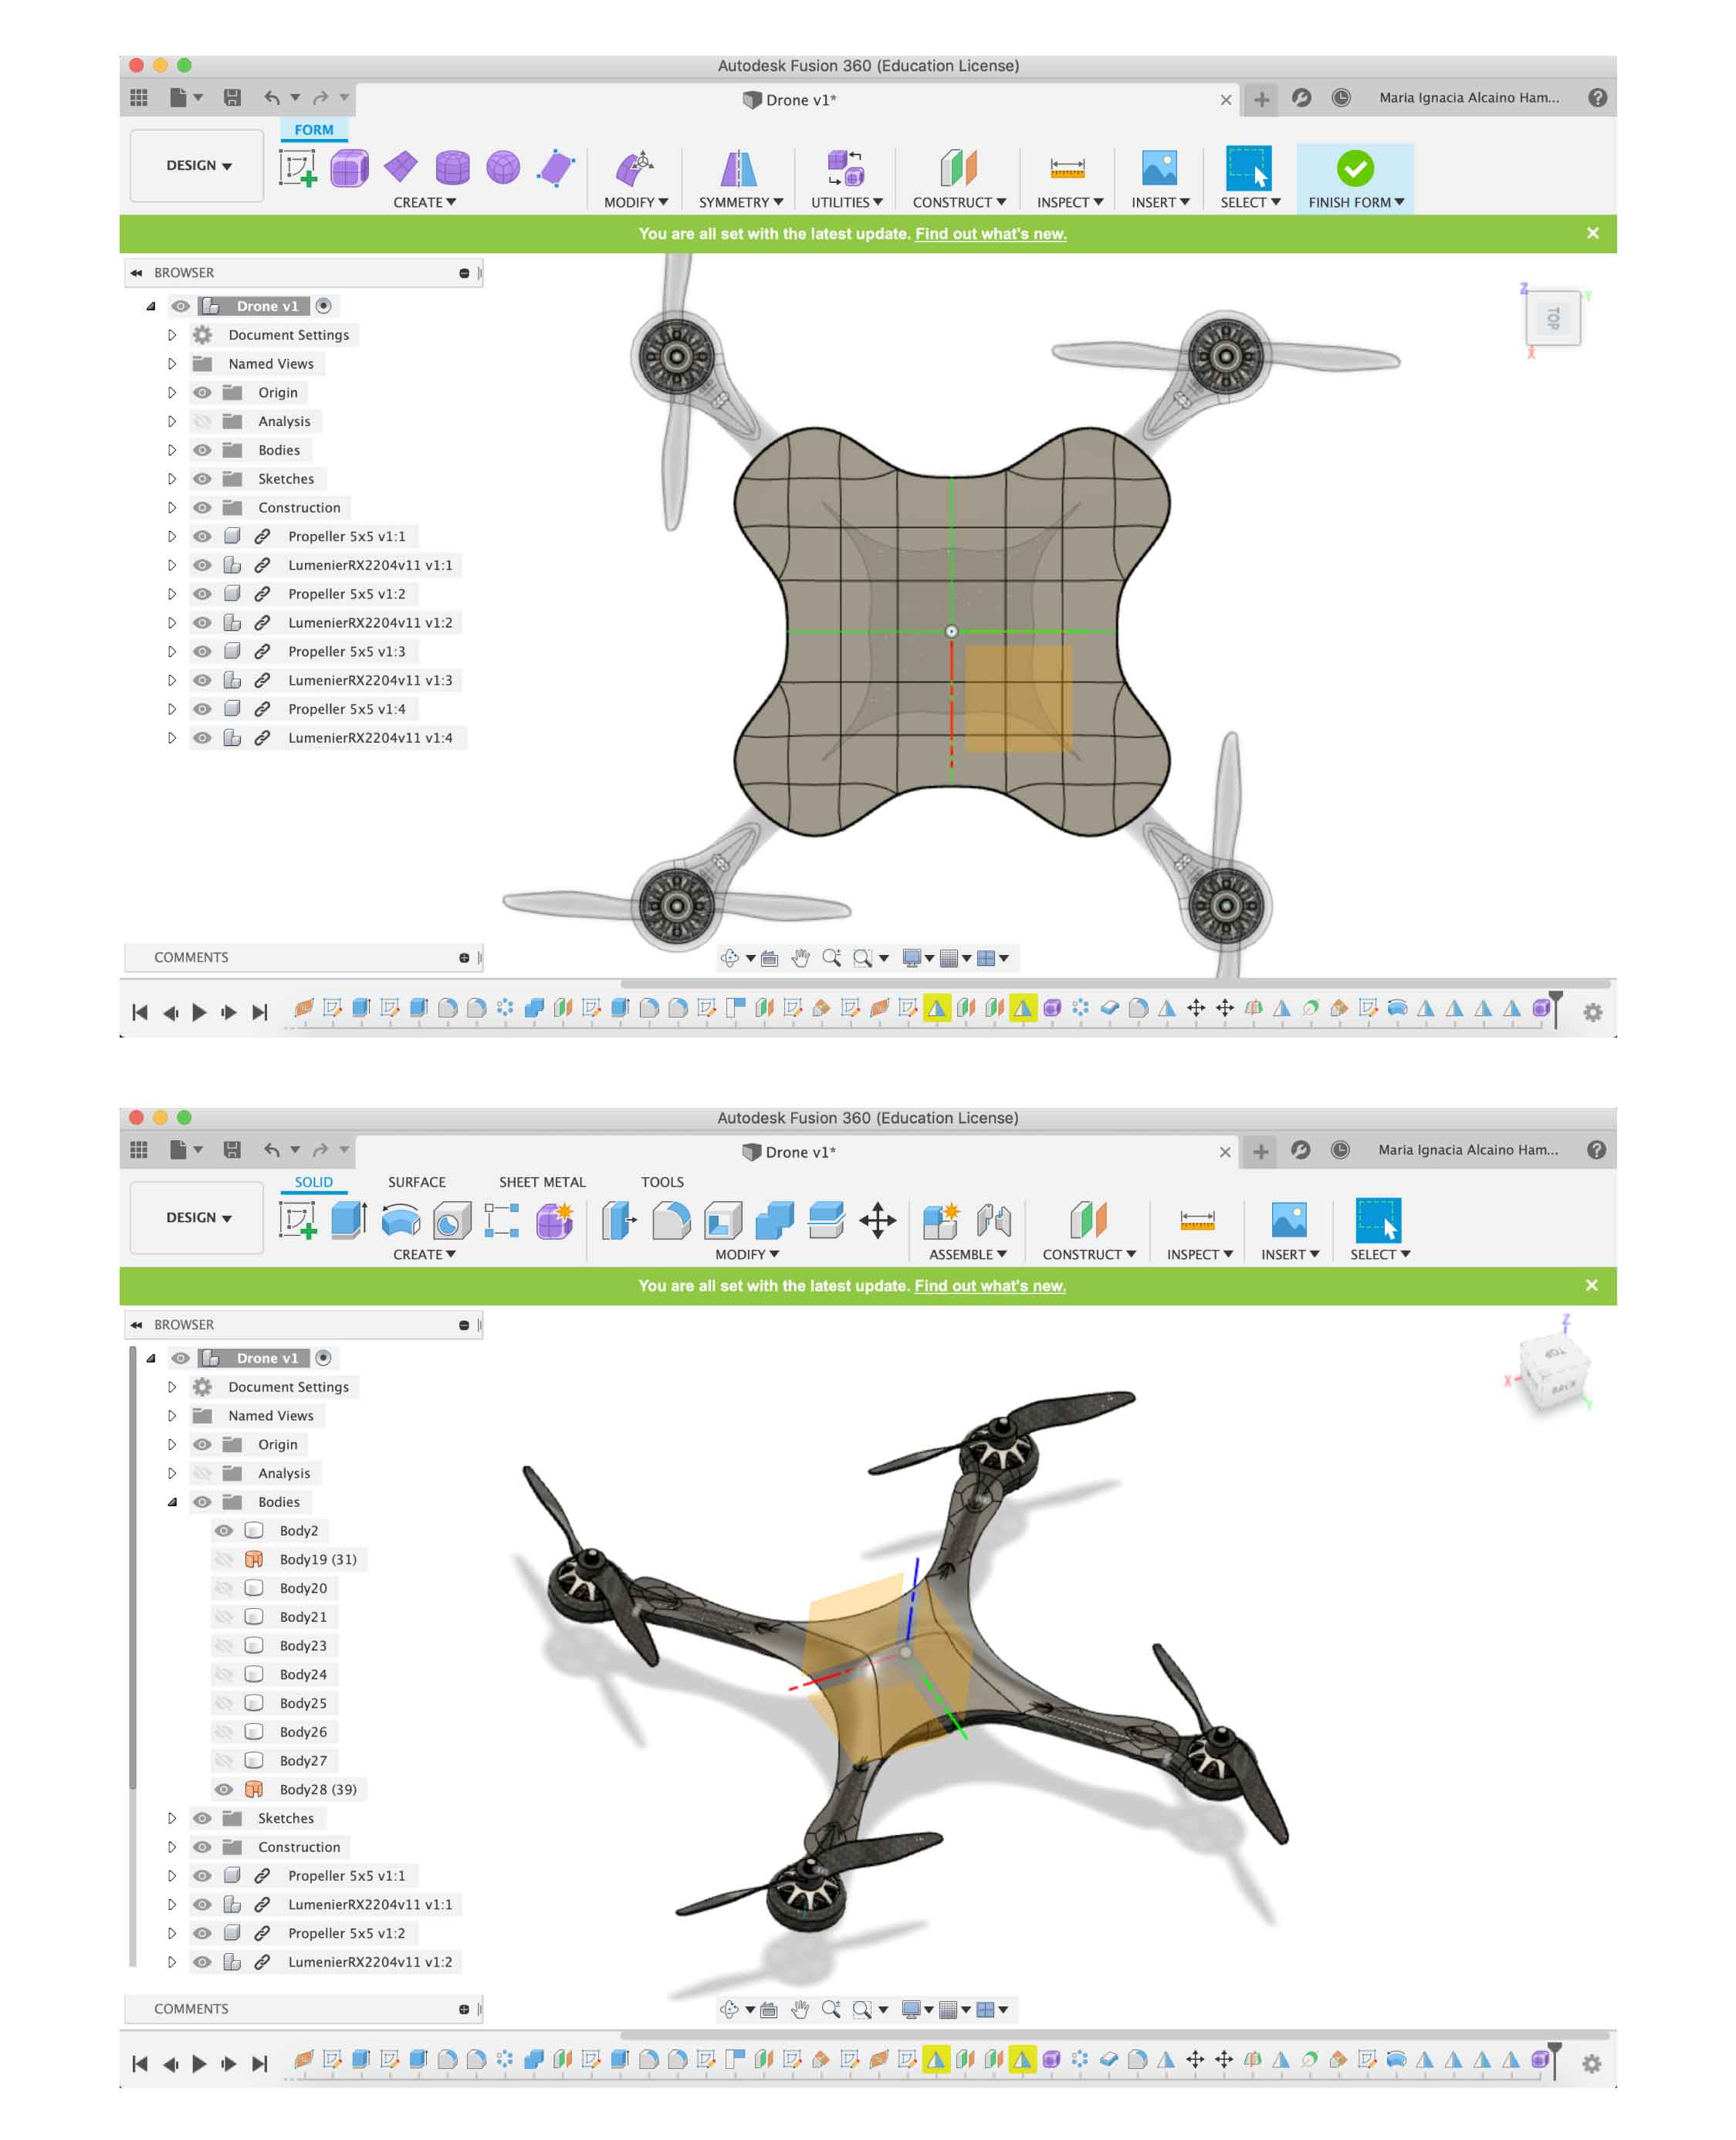 Autodesk Fusion 360 (Education License)
Drone v1*
Maria Ignacia Alcaino Ham...
FORM
DESIGN
CREATE
MODIFY
SYMMETRY
UTILITIES
CONSTRUCT
INSPECT
INSERT
SELECT
FINISH FORM
You are all set with the latest update. Find out what's new.
BROWSER
Drone v1
Document Settings
Named Views
Origin
Analysis
Bodies
Sketches
Construction
Propeller 5x5 v1:1
LumenierRX2204v11 v1:1
Propeller 5x5 v1:2
LumenierRX2204v11 v1:2
Propeller 5x5 v1:3
LumenierRX2204v11 v1:3
Propeller 5x5 v1:4
LumenierRX2204v11 v1:4
Z
Y
TOP
X
COMMENTS
Autodesk Fusion 360 (Education License)
Drone v1*
Maria Ignacia Alcaino Ham...
SOLID SURFACE SHEET METAL TOOLS
DESIGN
CREATE
MODIFY
ASSEMBLE
CONSTRUCT
INSPECT
INSERT
SELECT
You are all set with the latest update. Find out what's new.
BROWSER
Drone v1
Document Settings
Named Views
Origin
Analysis
Bodies
Body2
Body19 (31)
Body20
Body21
Body23
Body24
Body25
Body26
Body27
Body28 (39)
Sketches
Construction
Propeller 5x5 v1:1
LumenierRX2204v11 v1:1
Propeller 5x5 v1:2
LumenierRX2204v11 v1:2
Z
X
BACK
Y
COMMENTS